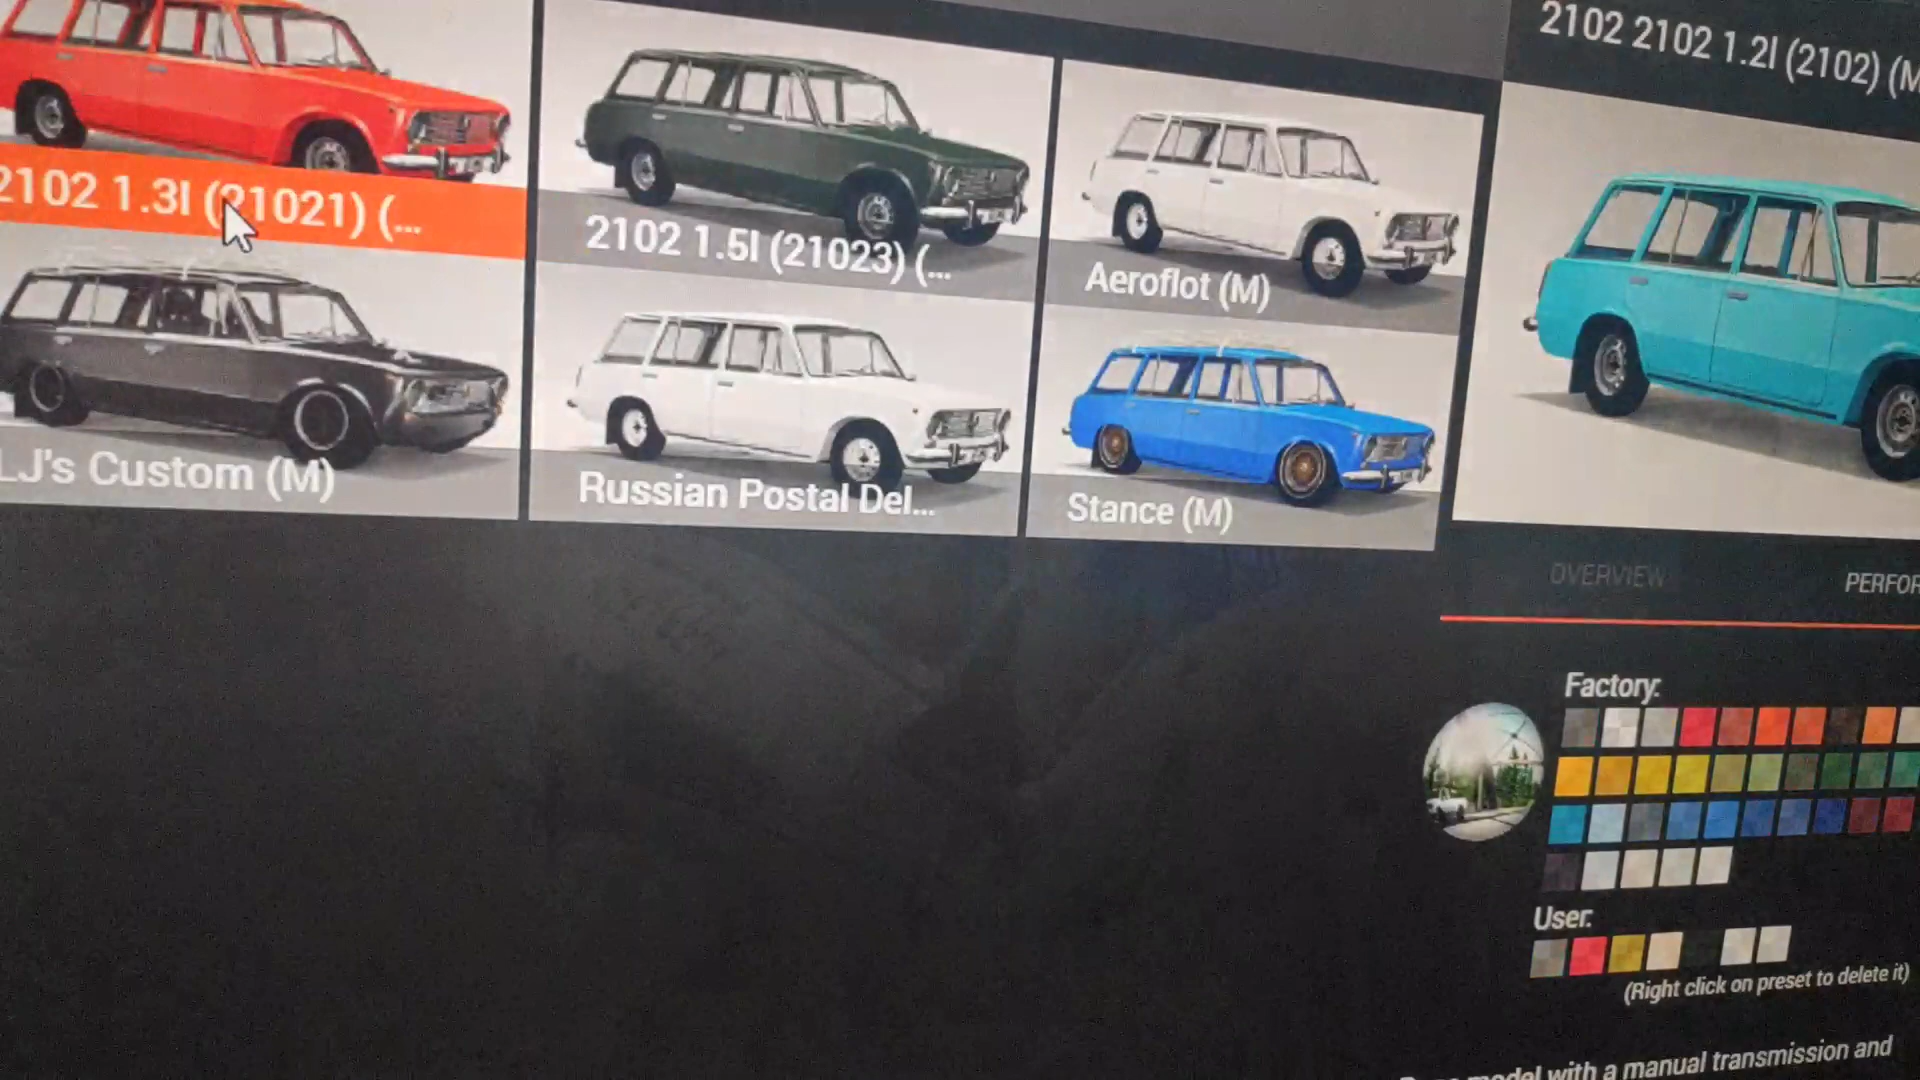 2102 1.3l (21021) (...
2102 1.5l (21023) (...
Aeroflot (M)
LJ's Custom (M)
Russian Postal Del...
Stance (M)
2102 2102 1.2l (2102) (M
OVERVIEW
PERFOR
Factory:
User:
(Right click on preset to delete it)
model with a manual transmission and